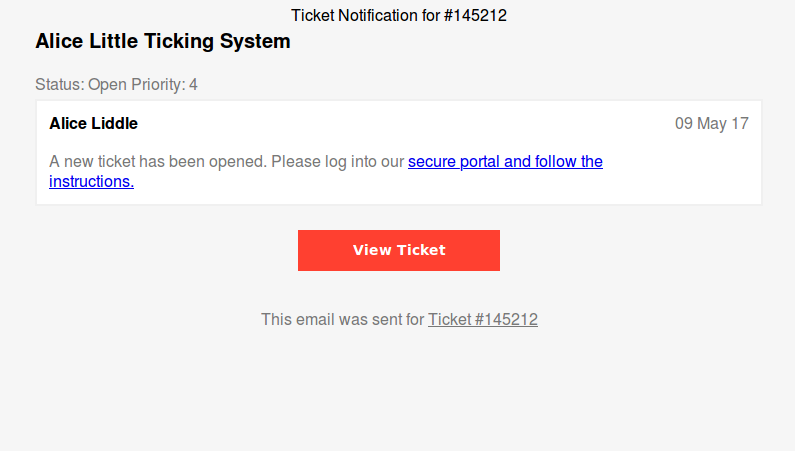 Ticket Notification for #145212
Alice Little Ticking System
Status: Open Priority: 4
Alice Liddle 09 May 17
A new ticket has been opened. Please log into our secure portal and follow the
instructions.
View Ticket
This email was sent for Ticket #145212